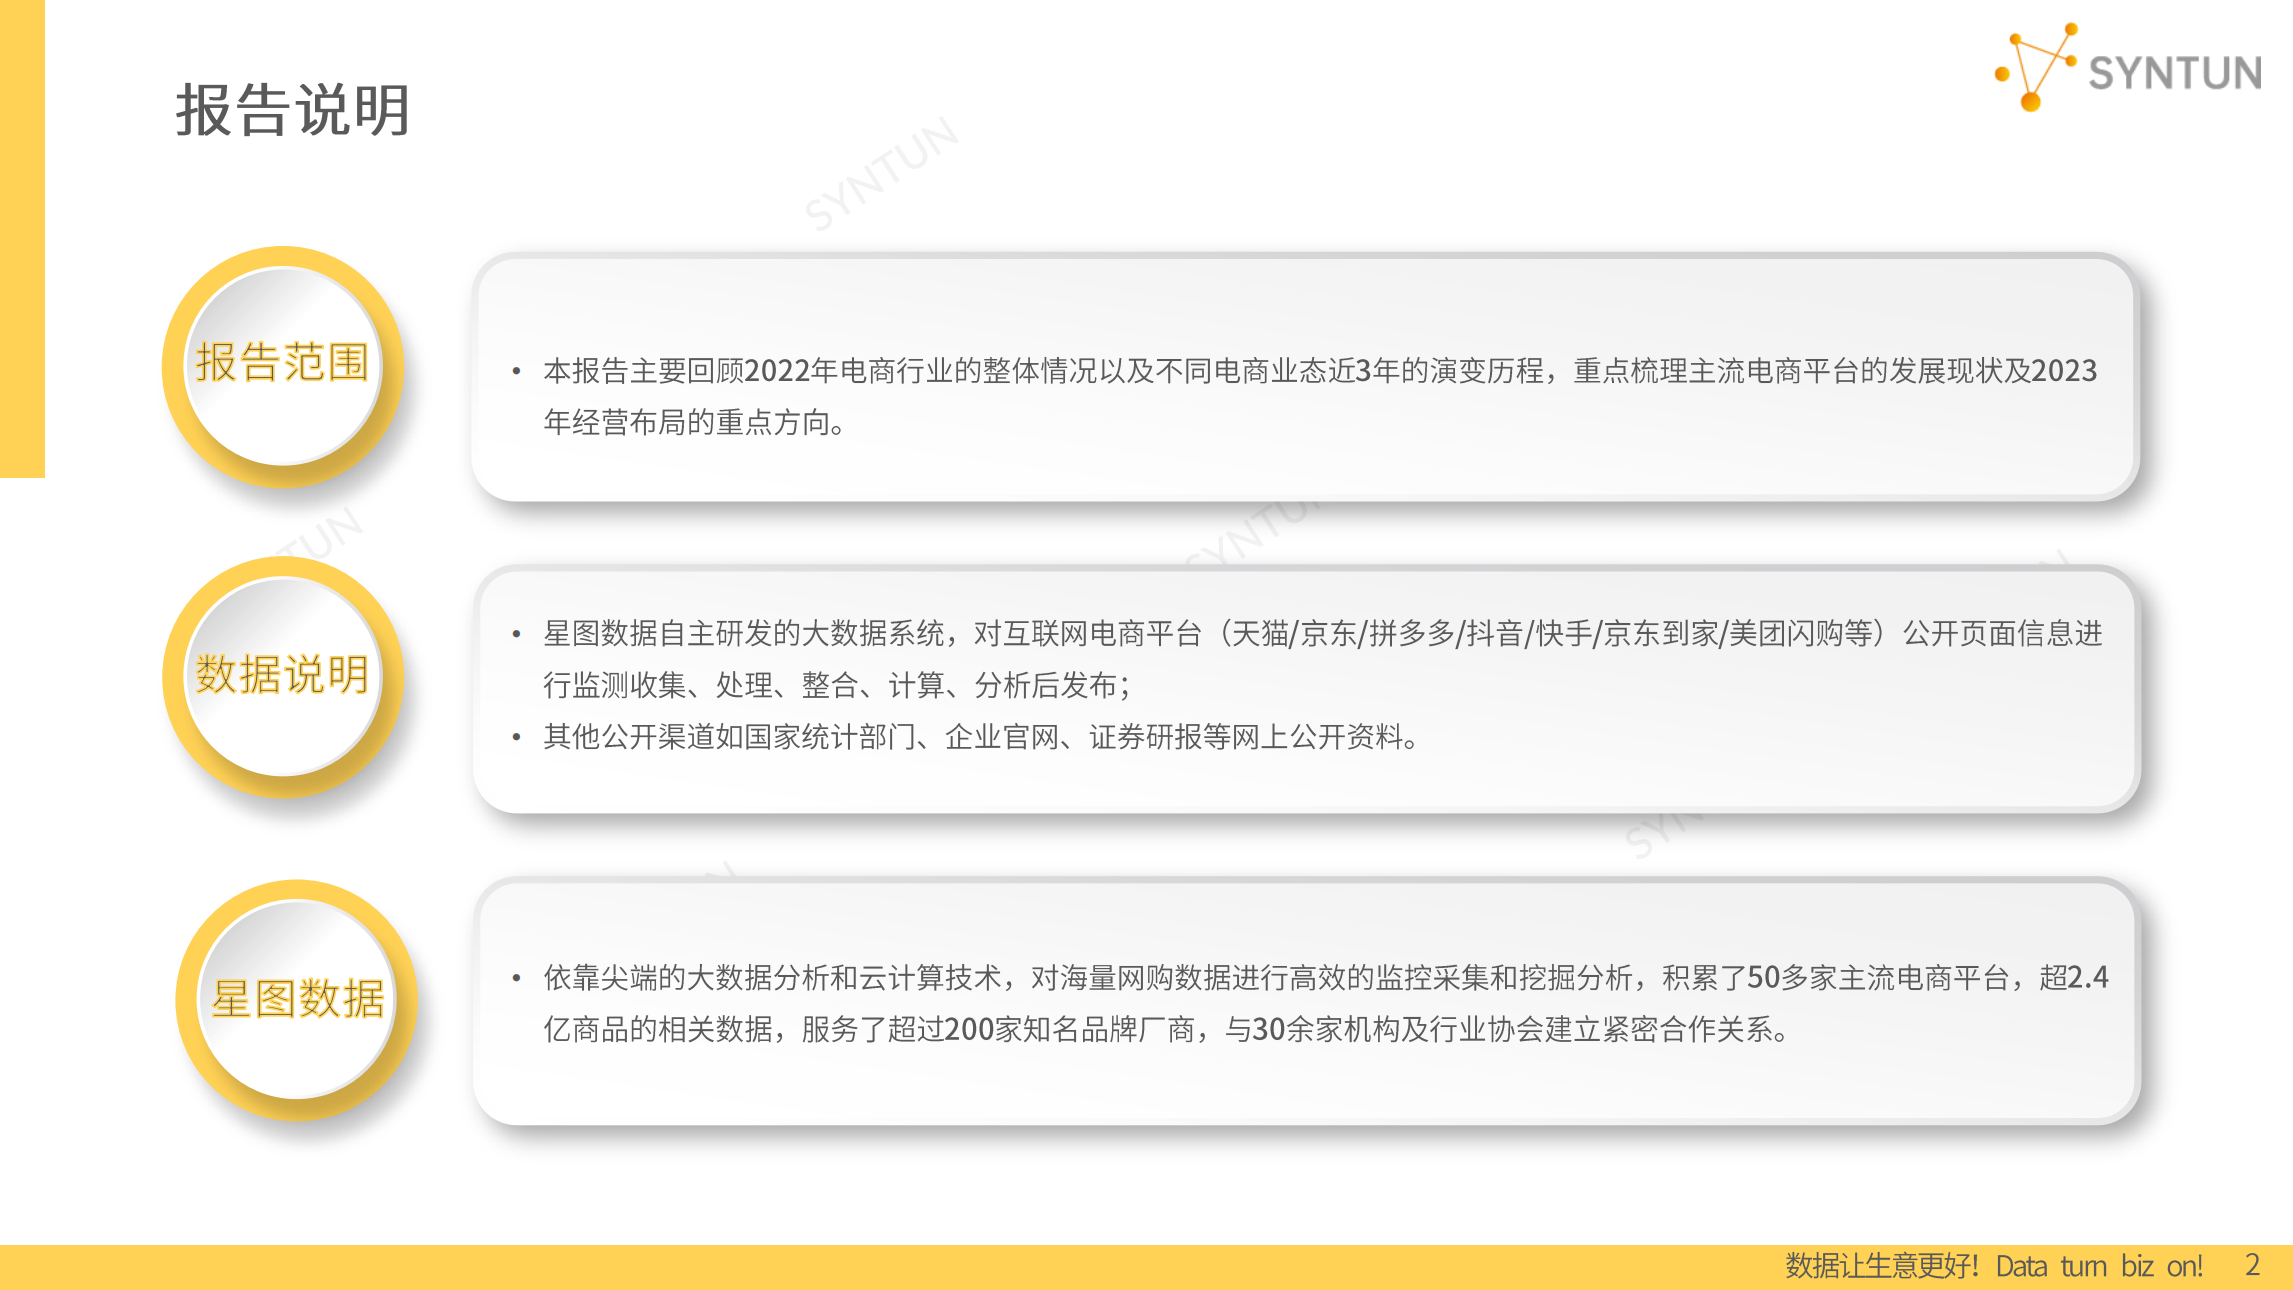 SYNTUN
报告说明
SYNTUN
报告范围
• 本报告主要回顾2022年电商行业的整体情况以及不同电商业态近3年的演变历程，重点梳理主流电商平台的发展现状及2023
年经营布局的重点方向。
数据说明
• 星图数据自主研发的大数据系统，对互联网电商平台（天猫/京东/拼多多/抖音/快手/京东到家/美团闪购等）公开页面信息进
行监测收集、处理、整合、计算、分析后发布；
• 其他公开渠道如国家统计部门、企业官网、证券研报等网上公开资料。
星图数据
• 依靠尖端的大数据分析和云计算技术，对海量网购数据进行高效的监控采集和挖掘分析，积累了50多家主流电商平台，超2.4
亿商品的相关数据，服务了超过200家知名品牌厂商，与30余家机构及行业协会建立紧密合作关系。
数据让生意更好！Data turn biz on! 2